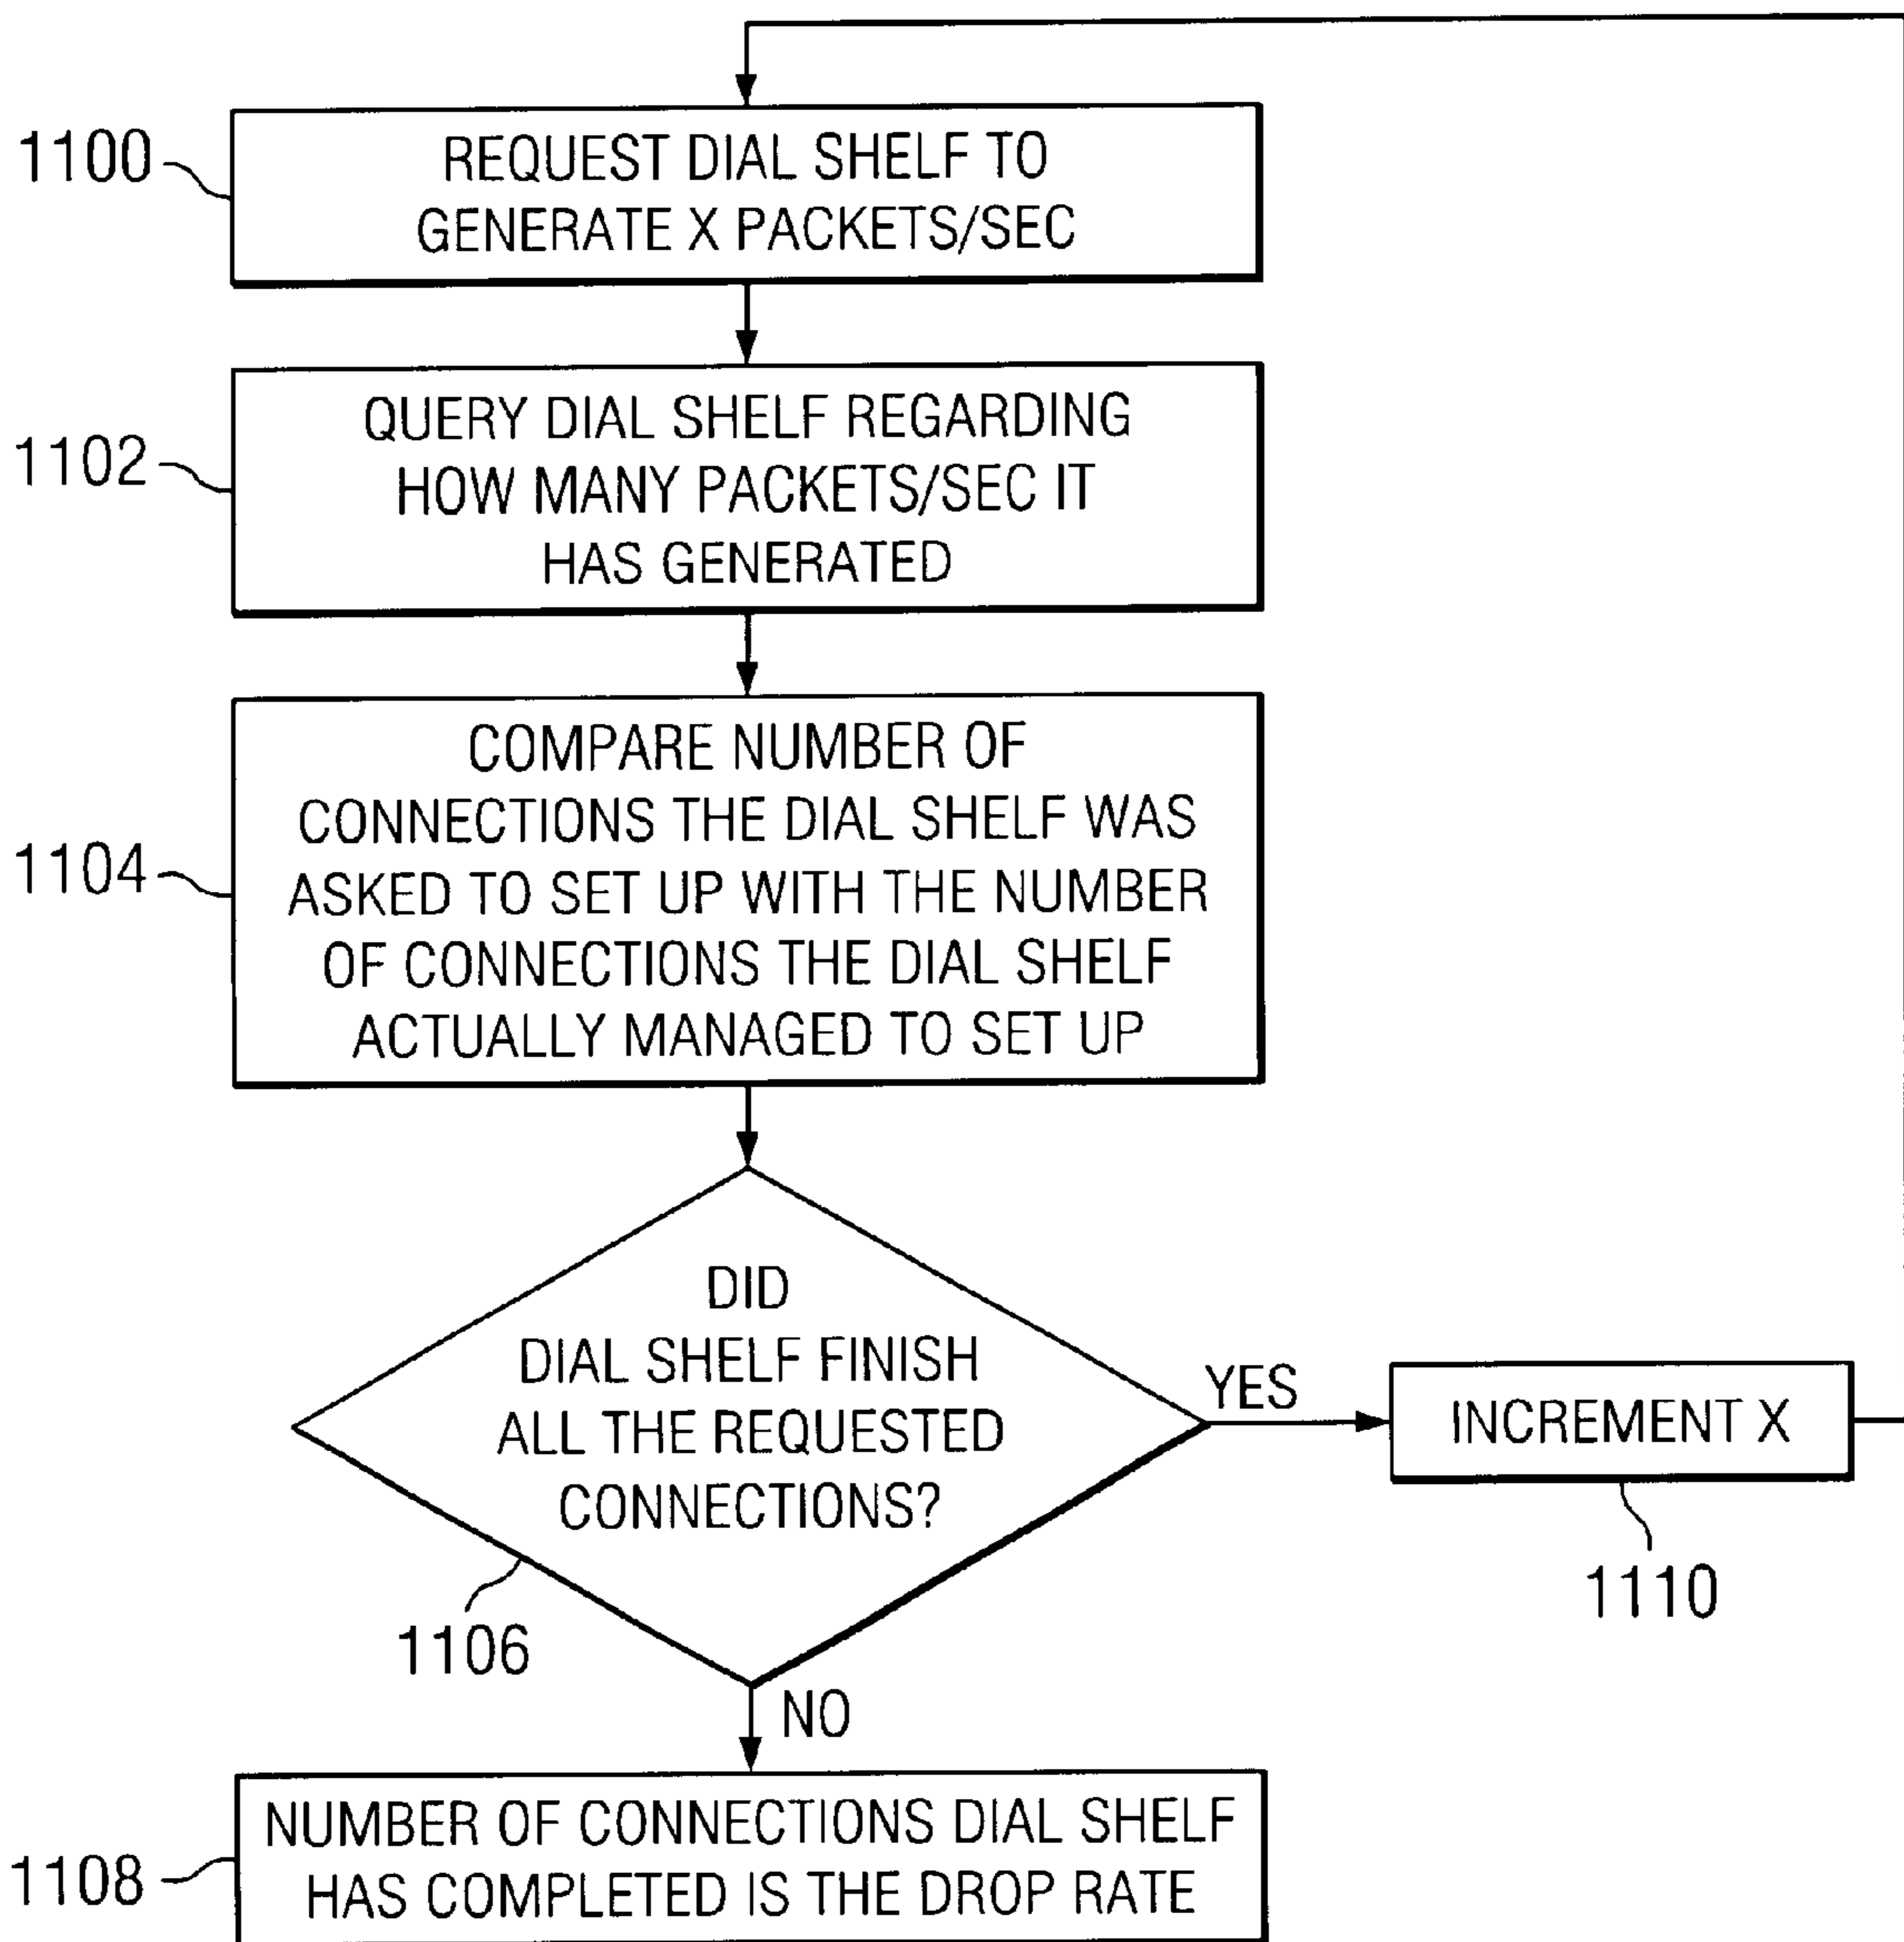 1100
REQUEST DIAL SHELF TO
GENERATE X PACKETS/SEC
1102
QUERY DIAL SHELF REGARDING
HOW MANY PACKETS/SEC IT
HAS GENERATED
1104
COMPARE NUMBER OF
CONNECTIONS THE DIAL SHELF WAS
ASKED TO SET UP WITH THE NUMBER
OF CONNECTIONS THE DIAL SHELF
ACTUALLY MANAGED TO SET UP
DID
DIAL SHELF FINISH
ALL THE REQUESTED
CONNECTIONS?
1106
YES
INCREMENT X
1110
NO
1108
NUMBER OF CONNECTIONS DIAL SHELF
HAS COMPLETED IS THE DROP RATE